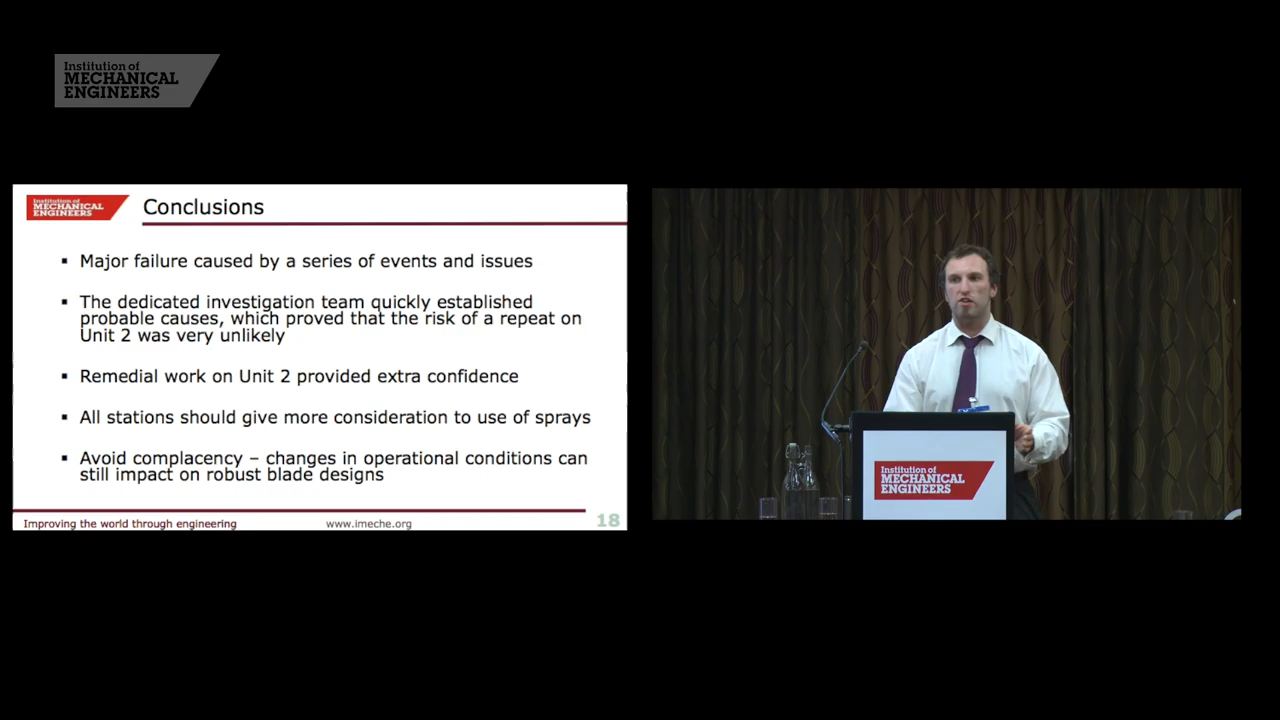 Institution of
MECHANICAL
ENGINEERS
Institution of
MECHANICAL
ENGINEERS
Conclusions
▪ Major failure caused by a series of events and issues
▪ The dedicated investigation team quickly established
probable causes, which proved that the risk of a repeat on
Unit 2 was very unlikely
▪ Remedial work on Unit 2 provided extra confidence
▪ All stations should give more consideration to use of sprays
▪ Avoid complacency – changes in operational conditions can
still impact on robust blade designs
Improving the world through engineering
www.imeche.org
18
Institution of
MECHANICAL
ENGINEERS